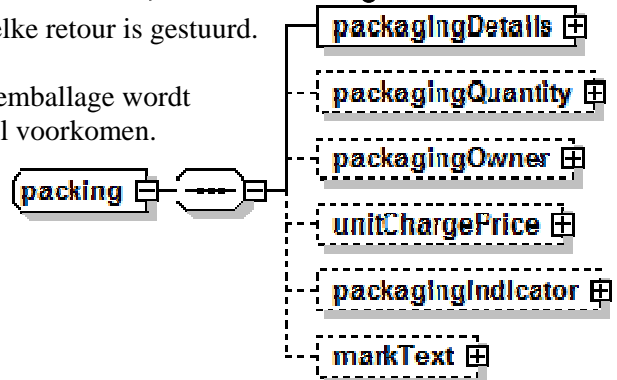 elke retour is gestuurd.
emballage wordt
l voorkomen.
packing
packagingDetails
packagingQuantity
packagingOwner
unitChargePrice
packagingIndicator
markText